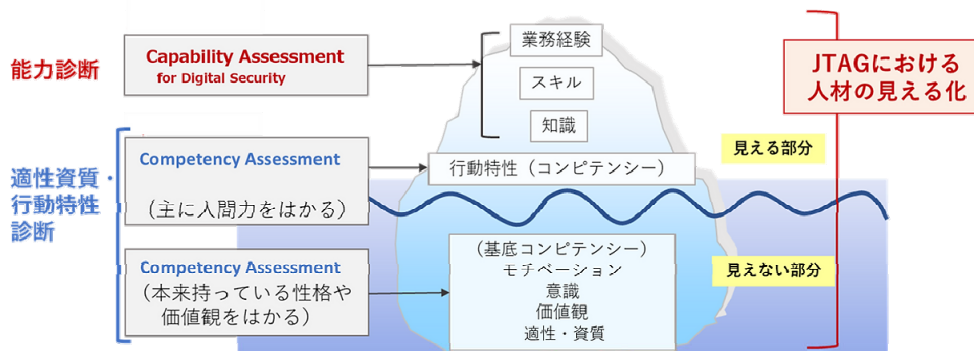 能力診断
Capability Assessment
for Digital Security
業務経験
スキル
知識
JTAGにおける
人材の見える化
適性資質・
行動特性
診断
Competency Assessment
（主に人間力をはかる）
行動特性（コンピテンシー）
見える部分
Competency Assessment
（本来持っている性格や
価値観をはかる）
（基底コンピテンシー）
モチベーション
意識
価値観
適性・資質
見えない部分